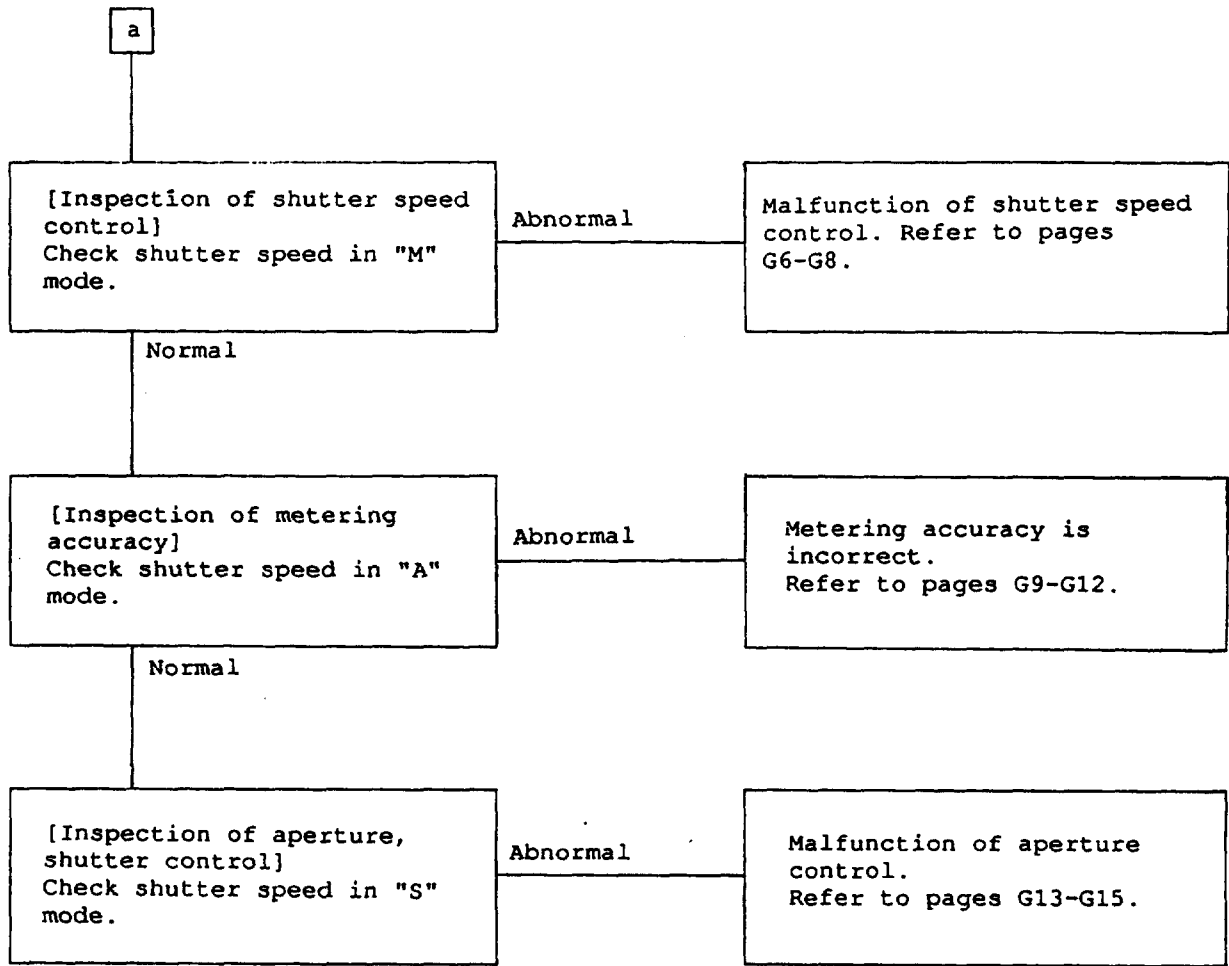 a
[Inspection of shutter speed
control]
Check shutter speed in "M"
mode.
Abnormal
Malfunction of shutter speed
control. Refer to pages
G6-G8.
Normal
[Inspection of metering
accuracy]
Check shutter speed in "A"
mode.
Abnormal
Metering accuracy is
incorrect.
Refer to pages G9-G12.
Normal
[Inspection of aperture,
shutter control]
Check shutter speed in "S"
mode.
Abnormal
Malfunction of aperture
control.
Refer to pages G13-G15.